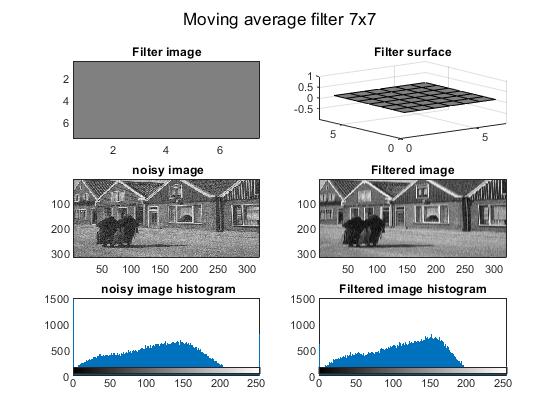 Moving average filter 7x7
Filter image
2
4
6
2 4 6
Filter surface
1
0.5
0
-0.5
5
0 0
5
noisy image
100
200
300
50 100 150 200 250 300
Filtered image
100
200
300
50 100 150 200 250 300
noisy image histogram
1500
1000
500
0
0 50 100 150 200 250
Filtered image histogram
1500
1000
500
0
0 50 100 150 200 250